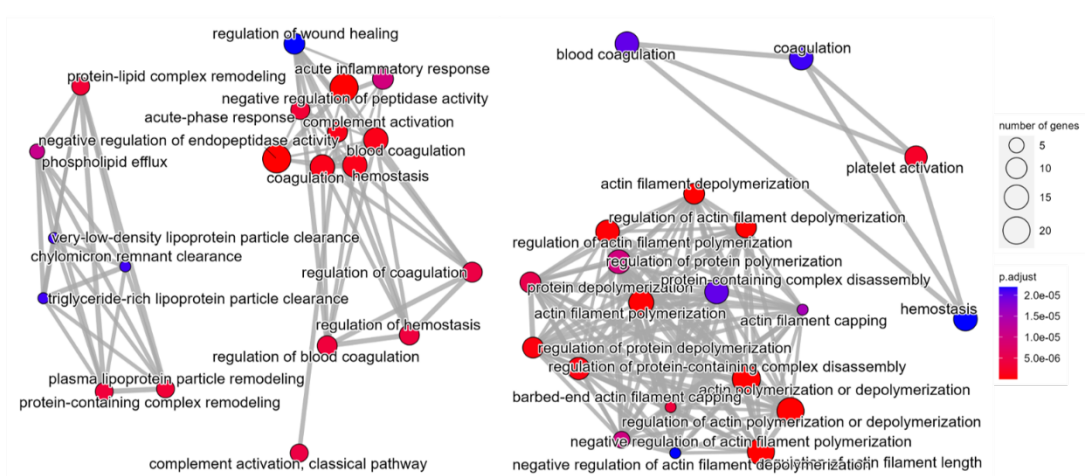 regulation of wound healing
protein-lipid complex remodeling
acute inflammatory response
negative regulation of peptidase activity
acute-phase response
complement activation
negative regulation of endopeptidase activity
blood coagulation
phospholipid efflux
coagulation
hemostasis
very-low-density lipoprotein particle clearance
chylomicron remnant clearance
regulation of coagulation
triglyceride-rich lipoprotein particle clearance
regulation of hemostasis
regulation of blood coagulation
plasma lipoprotein particle remodeling
protein-containing complex remodeling
complement activation, classical pathway
blood coagulation
coagulation
platelet activation
actin filament depolymerization
regulation of actin filament depolymerization
regulation of actin filament polymerization
regulation of protein polymerization
protein-containing complex disassembly
protein depolymerization
actin filament polymerization
actin filament capping
hemostasis
regulation of protein depolymerization
regulation of protein-containing complex disassembly
actin polymerization or depolymerization
barbed-end actin filament capping
regulation of actin polymerization or depolymerization
negative regulation of actin filament polymerization
negative regulation of actin filament depolymerization
of actin filament length
number of genes
5
10
15
20
p.adjust
2.0e-05
1.5e-05
1.0e-05
5.0e-06